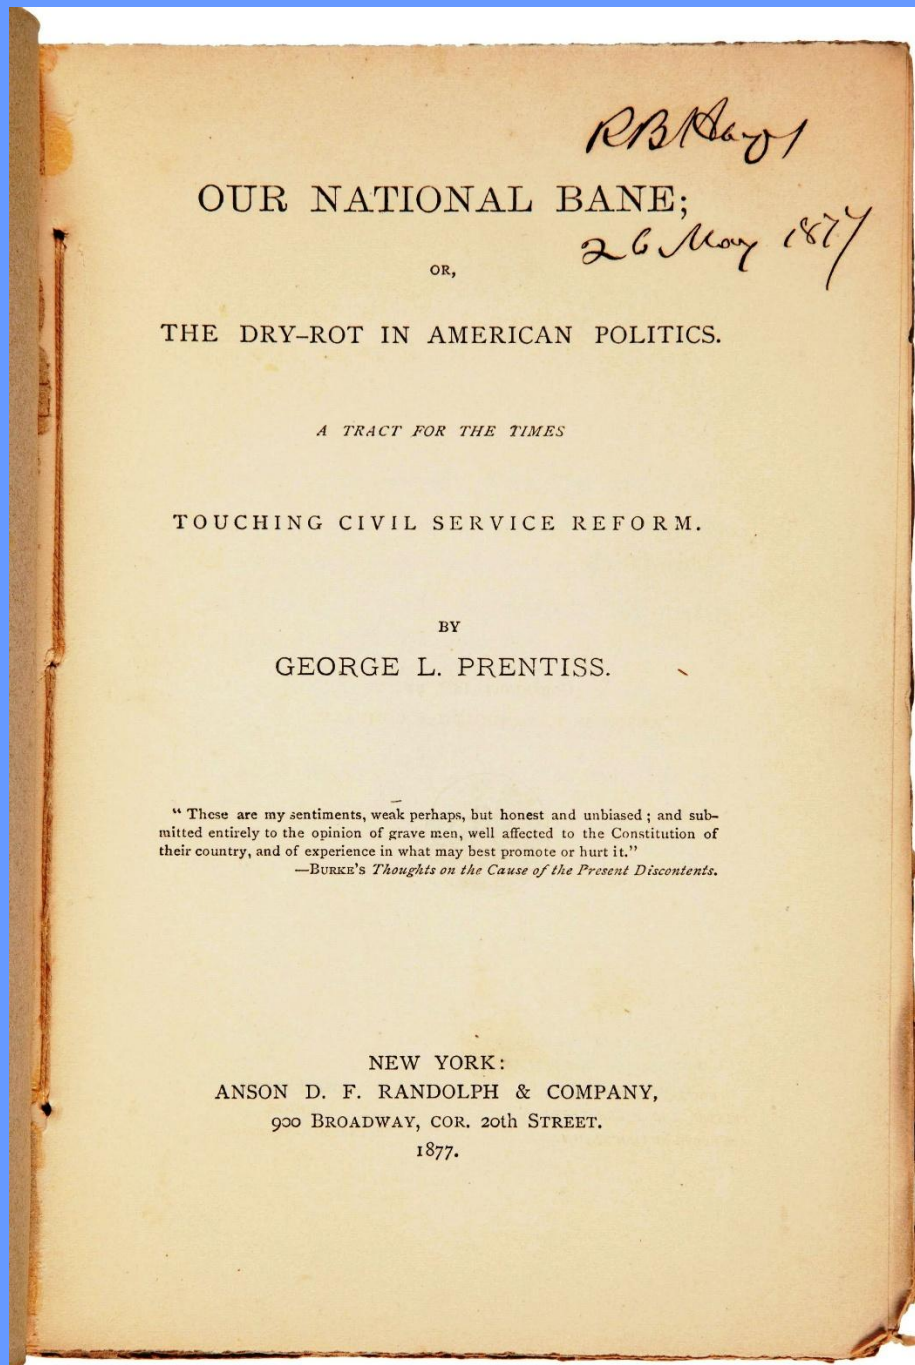 R B Hayes
OUR NATIONAL BANE;
26 May 1877
OR,
THE DRY-ROT IN AMERICAN POLITICS.
A TRACT FOR THE TIMES
TOUCHING CIVIL SERVICE REFORM.
BY
GEORGE L. PRENTISS.
“ These are my sentiments, weak perhaps, but honest and unbiased ; and sub-
mitted entirely to the opinion of grave men, well affected to the Constitution of
their country, and of experience in what may best promote or hurt it.”
—BURKE’S Thoughts on the Cause of the Present Discontents.
NEW YORK:
ANSON D. F. RANDOLPH & COMPANY,
900 BROADWAY, COR. 20th STREET.
1877.